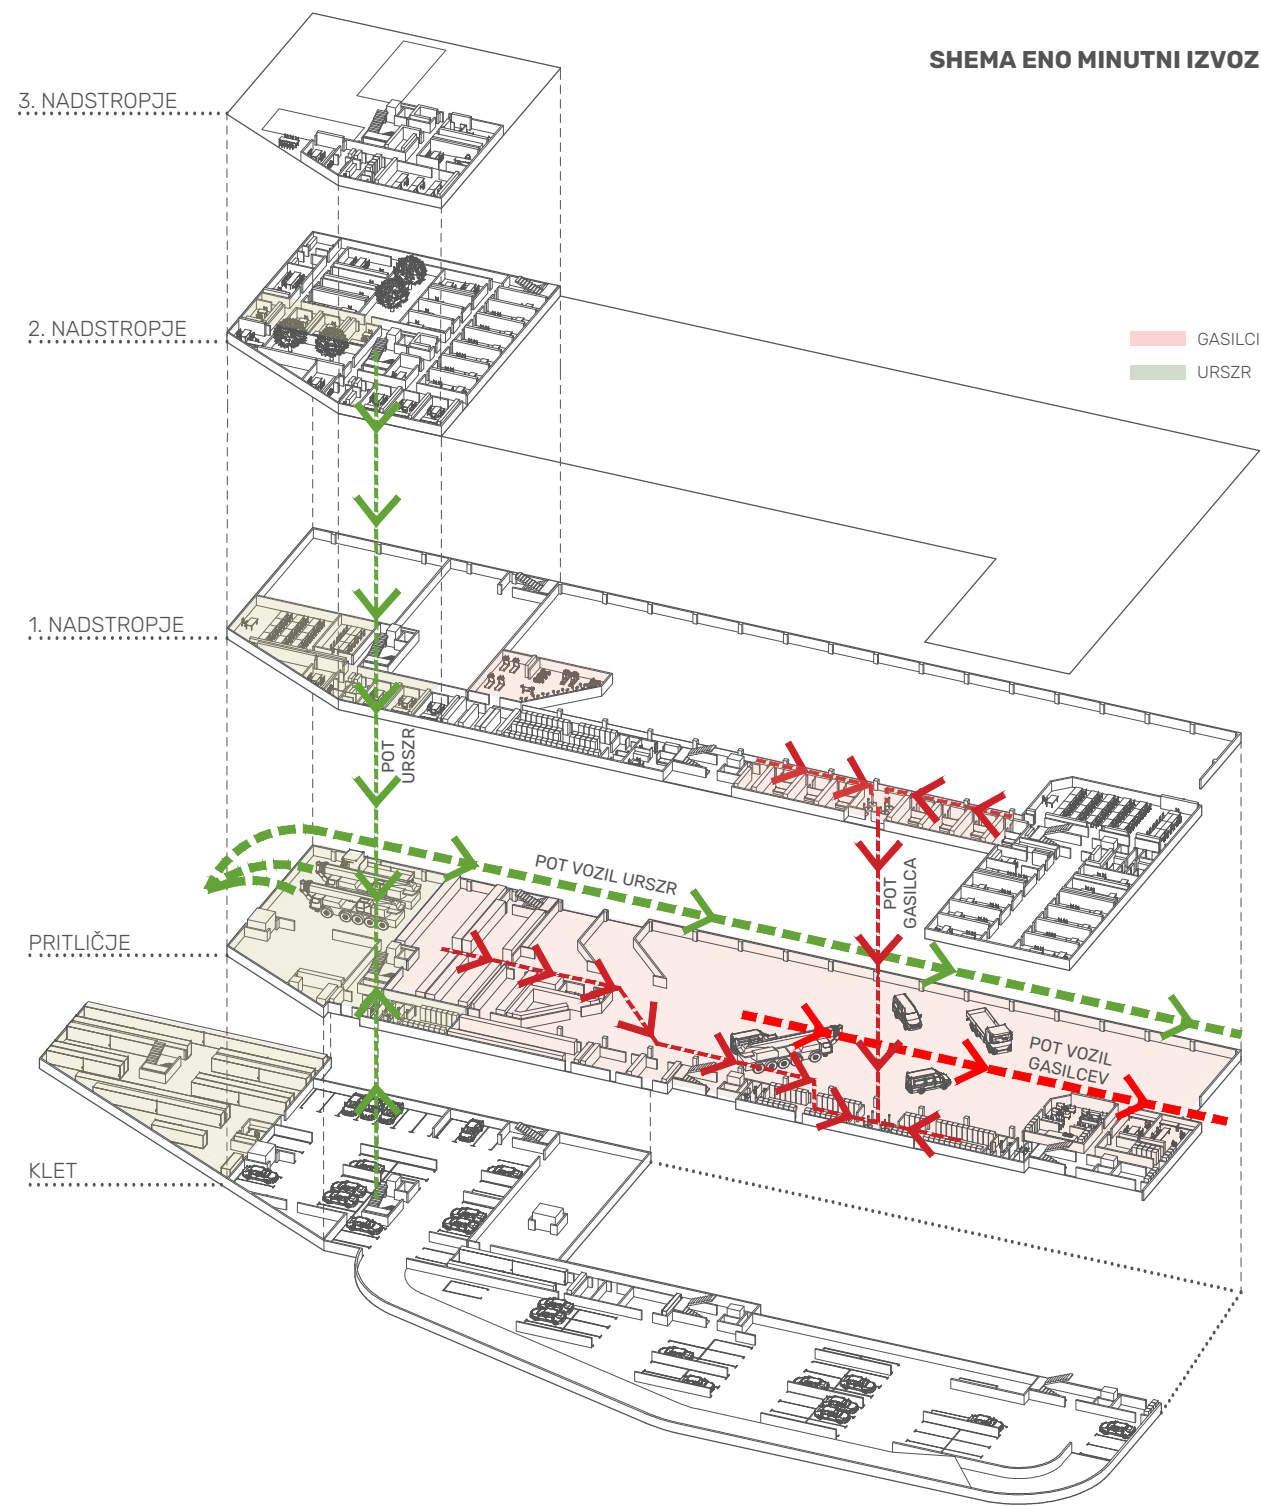 SHEMA ENO MINUTNI IZVOZ
3. NADSTROPJE
2. NADSTROPJE
GASILCI
URSZR
1. NADSTROPJE
POT
URSZR
POT VOZIL URSZR
POT
GASILCA
PRITLIČJE
POT VOZIL
GASILCEV
KLET